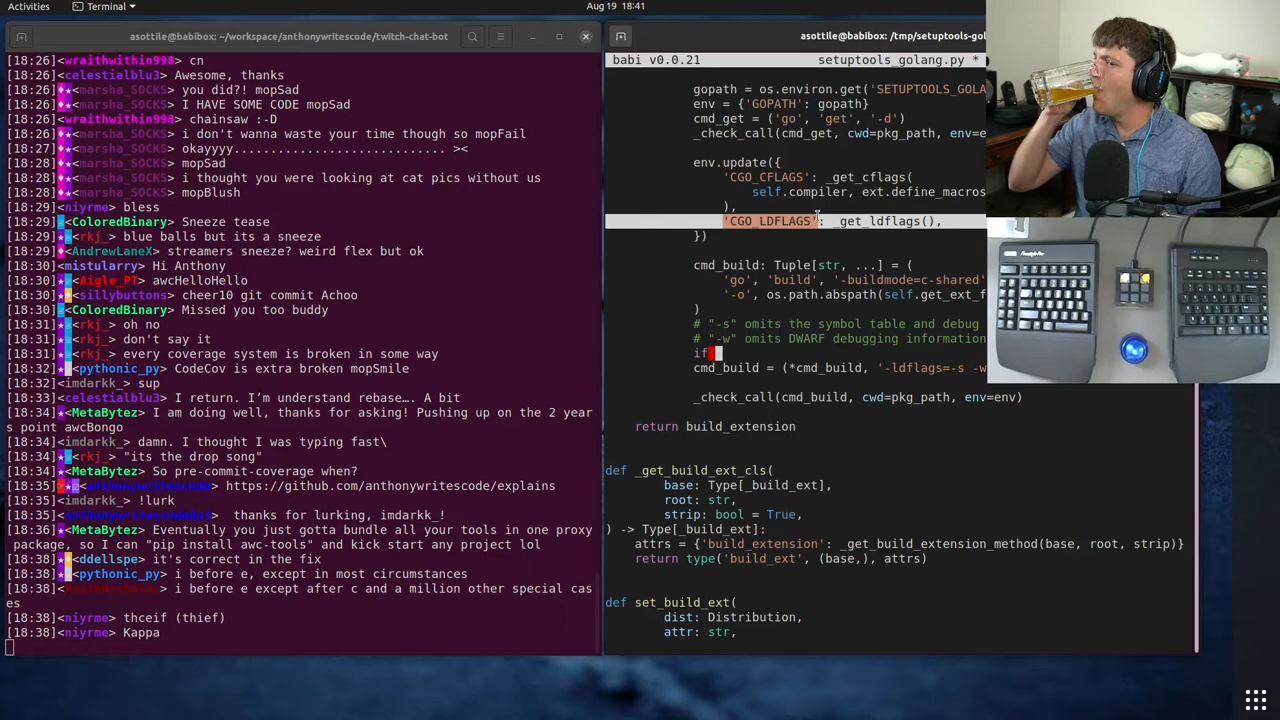 Activities
Terminal
Aug 19 18:41
asottile@babibox: ~/workspace/anthonywritescode/twitch-chat-bot
[18:26]<wraithwithin998> cn
[18:26]<celestialblu3> Awesome, thanks
[18:26] <marsha_SOCKS> you did?! mopSad
[18:26] <marsha_SOCKS> I HAVE SOME CODE mopSad
[18:26]<wraithwithin998> chainsaw :-D
[18:26] <marsha_SOCKS> i don't wanna waste your time though so mopFail
[18:27] <marsha_SOCKS> okayyyy............................ ><
[18:28] <marsha_SOCKS> mopSad
[18:28] <marsha_SOCKS> i thought you were looking at cat pics without us
[18:28] <marsha_SOCKS> mopBlush
[18:29]<niyrme> bless
[18:29] <ColoredBinary> Sneeze tease
[18:29] <rkj_> blue balls but its a sneeze
[18:29] <AndrewLaneX> streamers sneeze? weird flex but ok
[18:30]<mistularry> Hi Anthony
[18:30] <Aigle_PT> awcHelloHello
[18:30] <sillybuttons> cheer10 git commit Achoo
[18:30] <ColoredBinary> Missed you too buddy
[18:31] <rkj_> oh no
[18:31] <rkj_> don't say it
[18:31] <rkj_> every coverage system is broken in some way
[18:32] <pythonic_py> CodeCov is extra broken mopSmile
[18:32]<imdarkk_> sup
[18:33]<celestialblu3> I return. I'm understand rebase…. A bit
[18:34] <MetaBytez> I am doing well, thanks for asking! Pushing up on the 2 year
s point awcBongo
[18:34]<imdarkk_> damn. I thought I was typing fast\
[18:34] <rkj_> "its the drop song"
[18:34] <MetaBytez> So pre-commit-coverage when?
[18:35] <anthonywritescode> https://github.com/anthonywritescode/explains
[18:35]<imdarkk_> !lurk
[18:35] thanks for lurking, imdarkk_!
[18:36] <MetaBytez> Eventually you just gotta bundle all your tools in one proxy
package, so I can "pip install awc-tools" and kick start any project lol
[18:38] <ddellspe> it's correct in the fix
[18:38] <pythonic_py> i before e, except in most circumstances
[18:38] i before e except after c and a million other special cas
es
[18:38]<niyrme> thceif (thief)
[18:38]<niyrme> Kappa
asottile@babibox: /tmp/setuptools-gol
babi v0.0.21 setuptools_golang.py *
gopath = os.environ.get('SETUPTOOLS_GOLA
env = {'GOPATH': gopath}
cmd_get = ('go', 'get', '-d')
_check_call(cmd_get, cwd=pkg_path, env=e
env.update({
'CGO_CFLAGS': _get_cflags(
self.compiler, ext.define_macros
),
'CGO_LDFLAGS': _get_ldflags(),
})
cmd_build: Tuple[str, ...] = (
'go', 'build', '-buildmode=c-shared'
'-o', os.path.abspath(self.get_ext_f
)
# "-s" omits the symbol table and debug
# "-w" omits DWARF debugging information
if
cmd_build = (*cmd_build, '-ldflags=-s -w
_check_call(cmd_build, cwd=pkg_path, env=env)
return build_extension
def _get_build_ext_cls(
base: Type[_build_ext],
root: str,
strip: bool = True,
) -> Type[_build_ext]:
attrs = {'build_extension': _get_build_extension_method(base, root, strip)}
return type('build_ext', (base,), attrs)
def set_build_ext(
dist: Distribution,
attr: str,